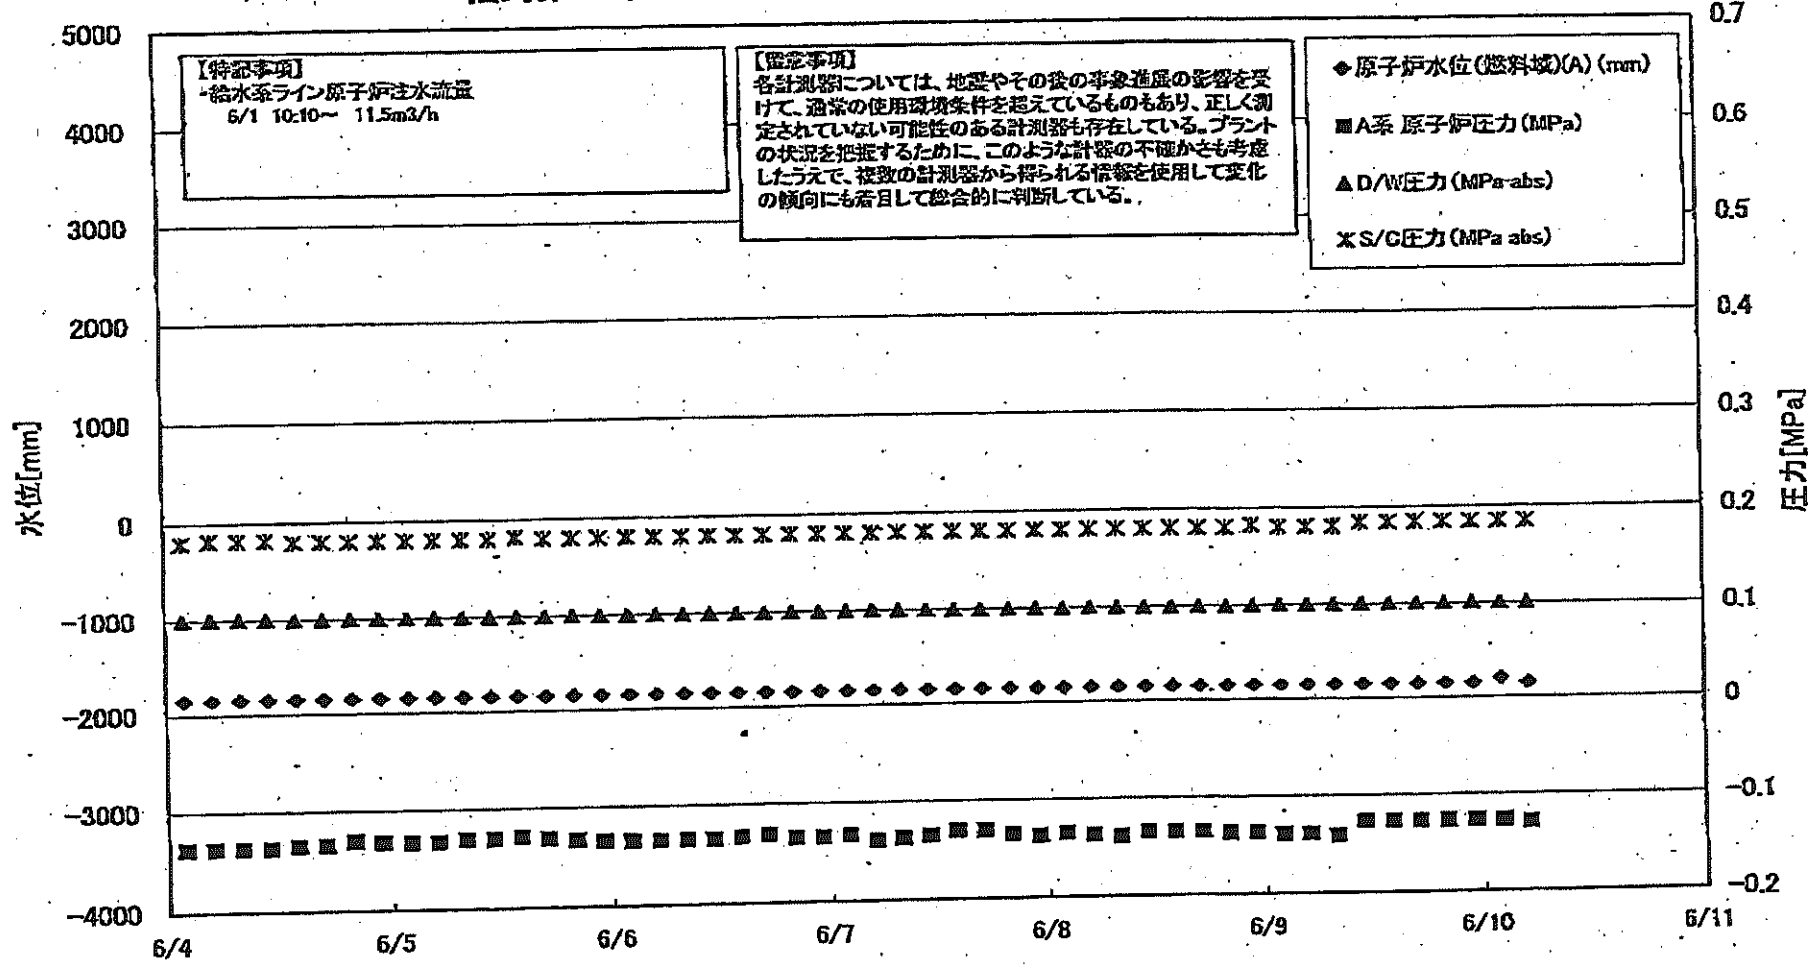 5000
4000
3000
2000
1000
0
-1000
-2000
-3000
-4000
水位[mm]
【特記事項】
・給水系ライン原子炉注水流量
6/1 10:10～ 11.5m3/h
【留意事項】
各計測器については、地震やその後の事象進展の影響を受
けて、通常の使用環境条件を超えているものもあり、正しく測
定されていない可能性のある計測器も存在している。プラント
の状況を把握するために、このような計器の不確かさも考慮
したうえで、複数の計測器から得られる情報を使用して変化
の傾向にも着目して総合的に判断している。
原子炉水位(燃料域)(A)(mm)
A系 原子炉圧力(MPa)
D/W圧力(MPa abs)
S/C圧力(MPa abs)
0.7
0.6
0.5
0.4
0.3
0.2
0.1
0
-0.1
-0.2
圧力[MPa]
6/4
6/5
6/6
6/7
6/8
6/9
6/10
6/11